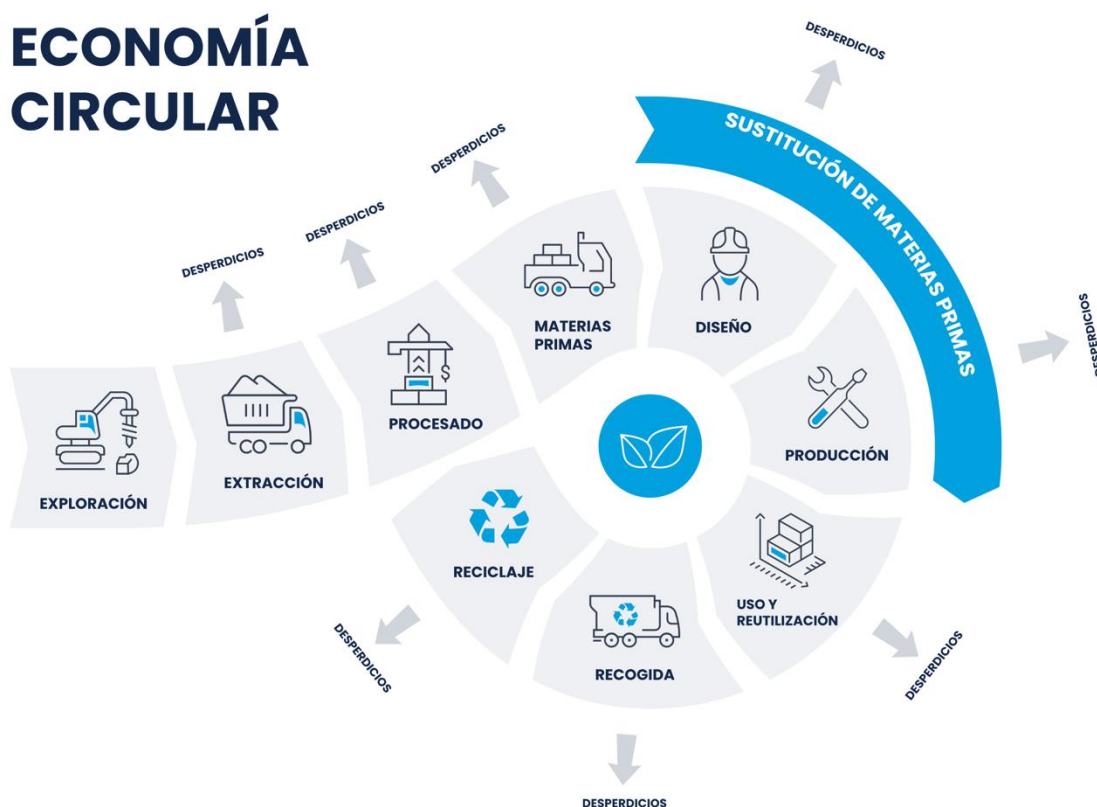 ECONOMÍA
CIRCULAR
DESPERDICIOS
SUSTITUCIÓN DE MATERIAS PRIMAS
DESPERDICIOS
DESPERDICIOS
DESPERDICIOS
DESPERDICIOS
EXPLORACIÓN
EXTRACCIÓN
PROCESADO
MATERIAS
PRIMAS
DISEÑO
PRODUCCIÓN
USO Y
REUTILIZACIÓN
RECOGIDA
RECICLAJE
DESPERDICIOS
DESPERDICIOS
DESPERDICIOS